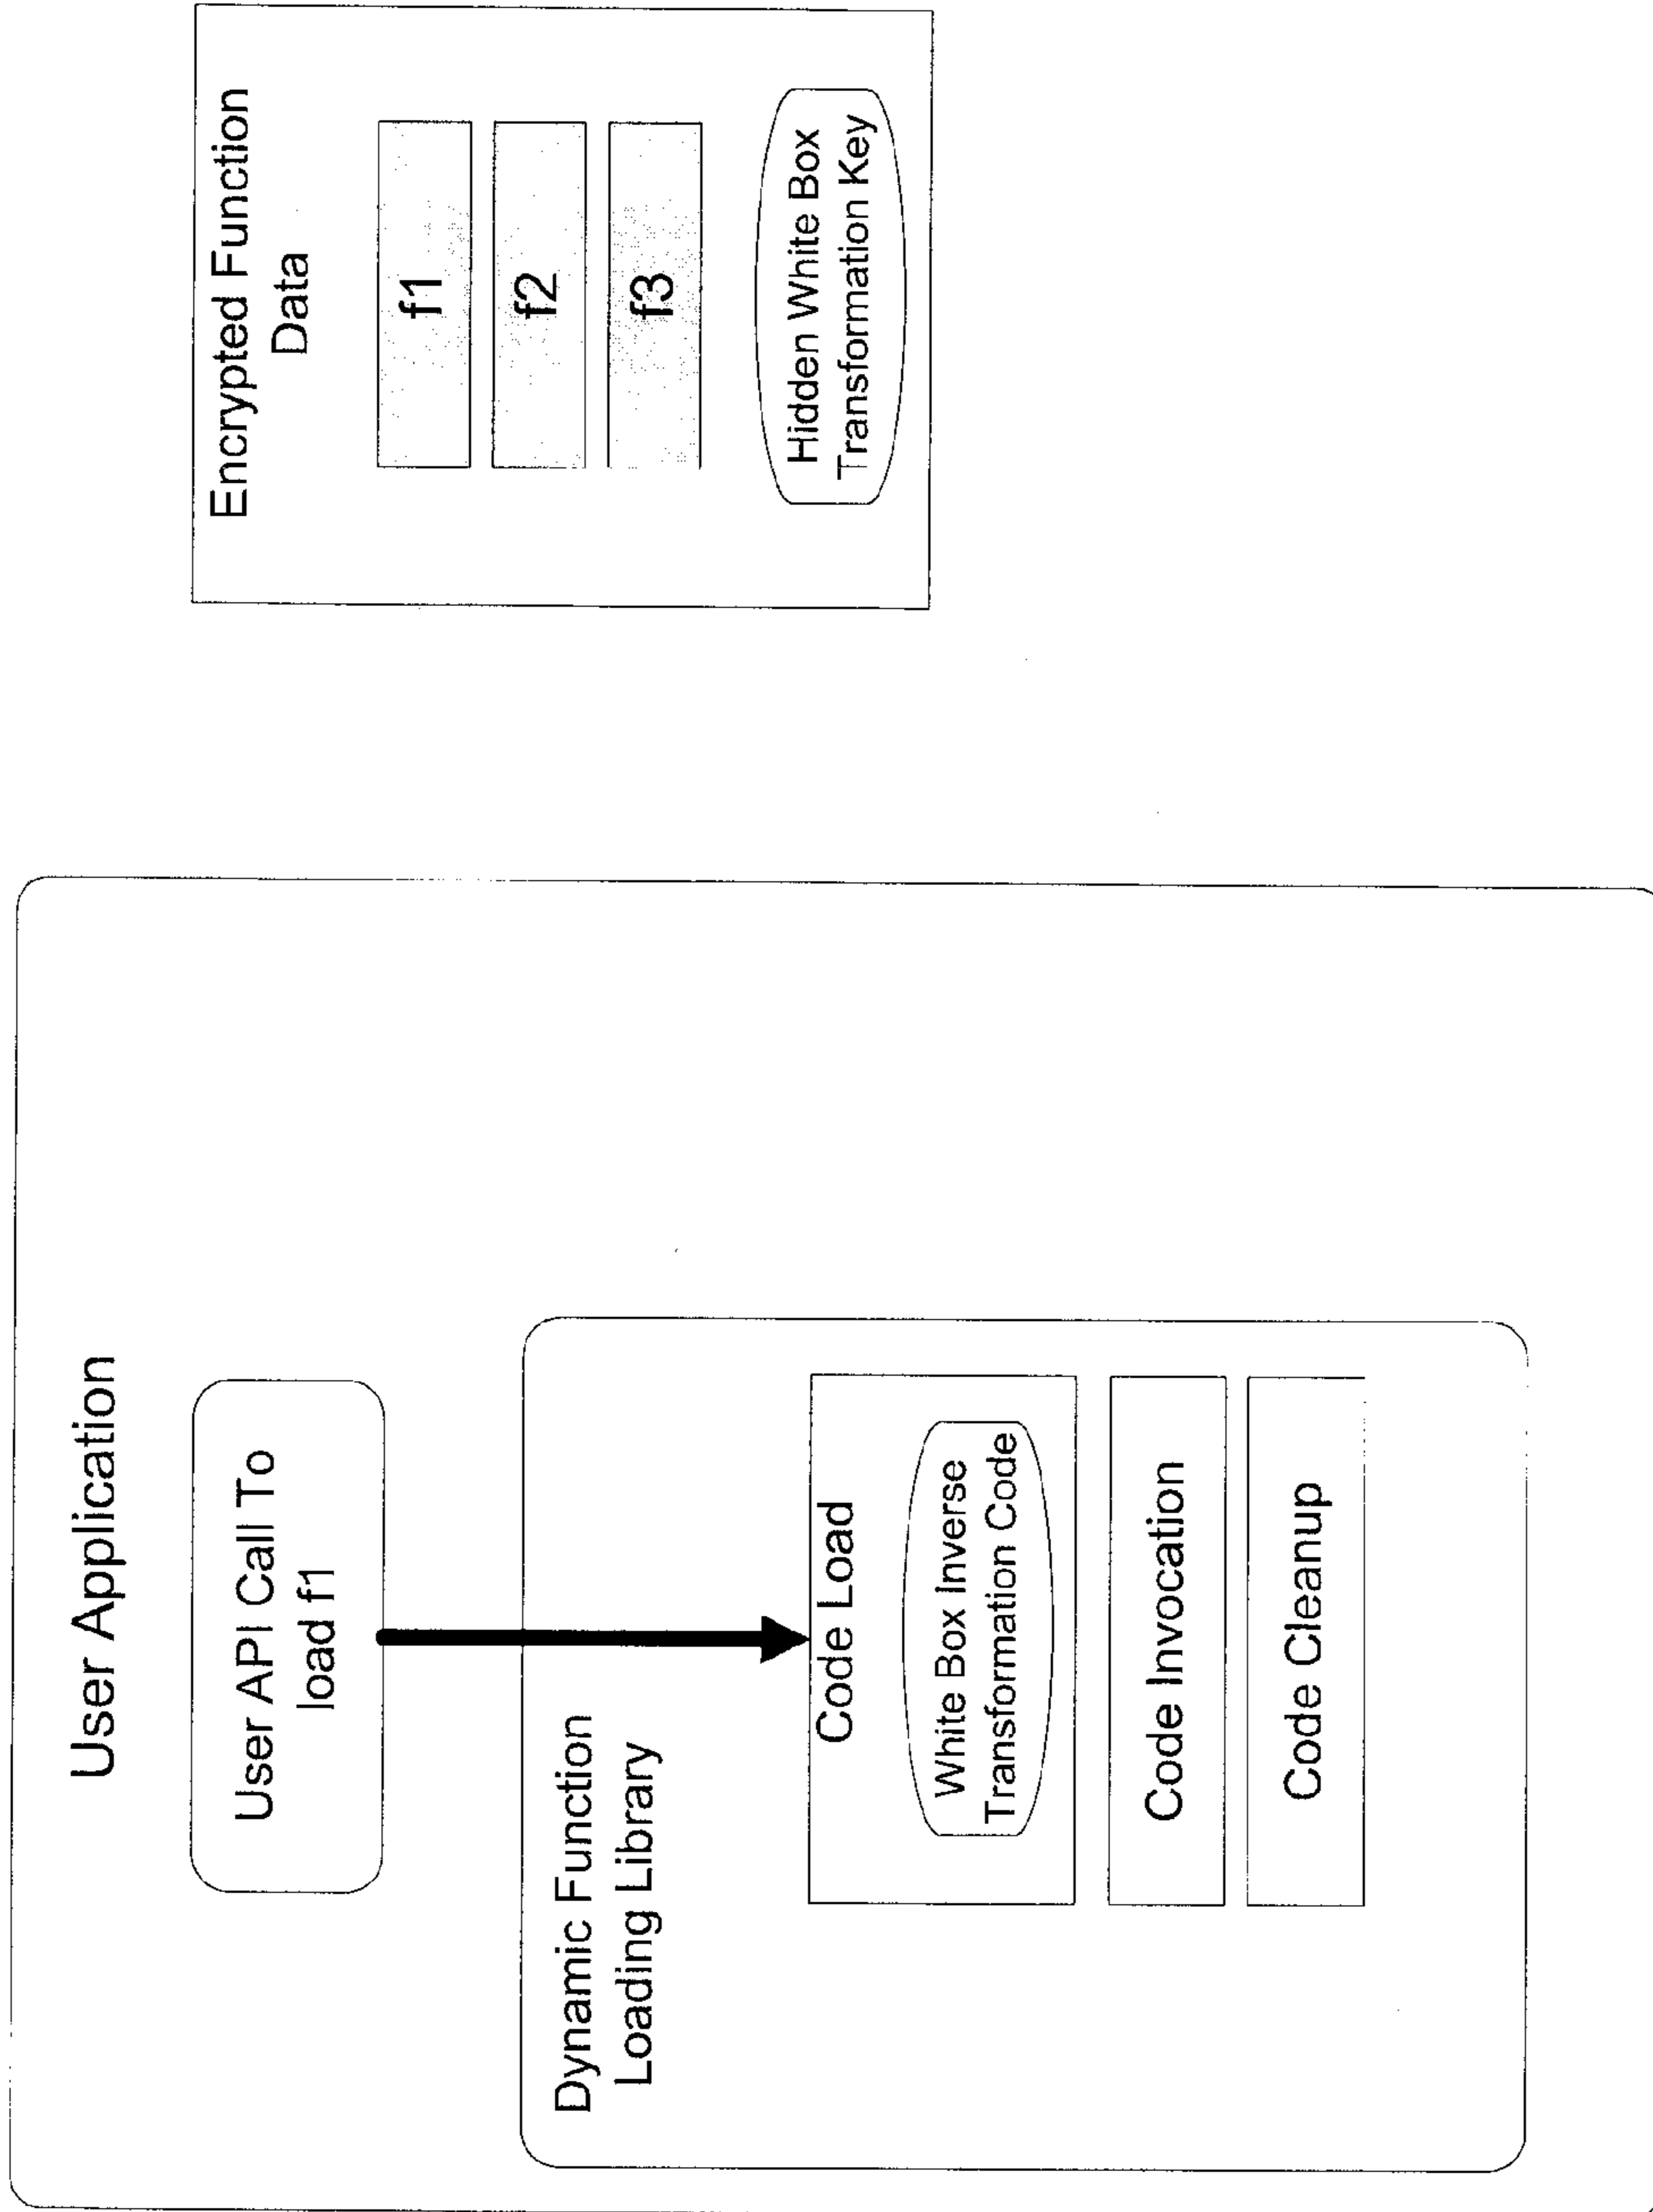 User Application
User API Call To
load f1
Dynamic Function
Loading Library
Code Load
White Box Inverse
Transformation Code
Code Invocation
Code Cleanup
Encrypted Function
Data
f1
f2
f3
Hidden White Box
Transformation Key